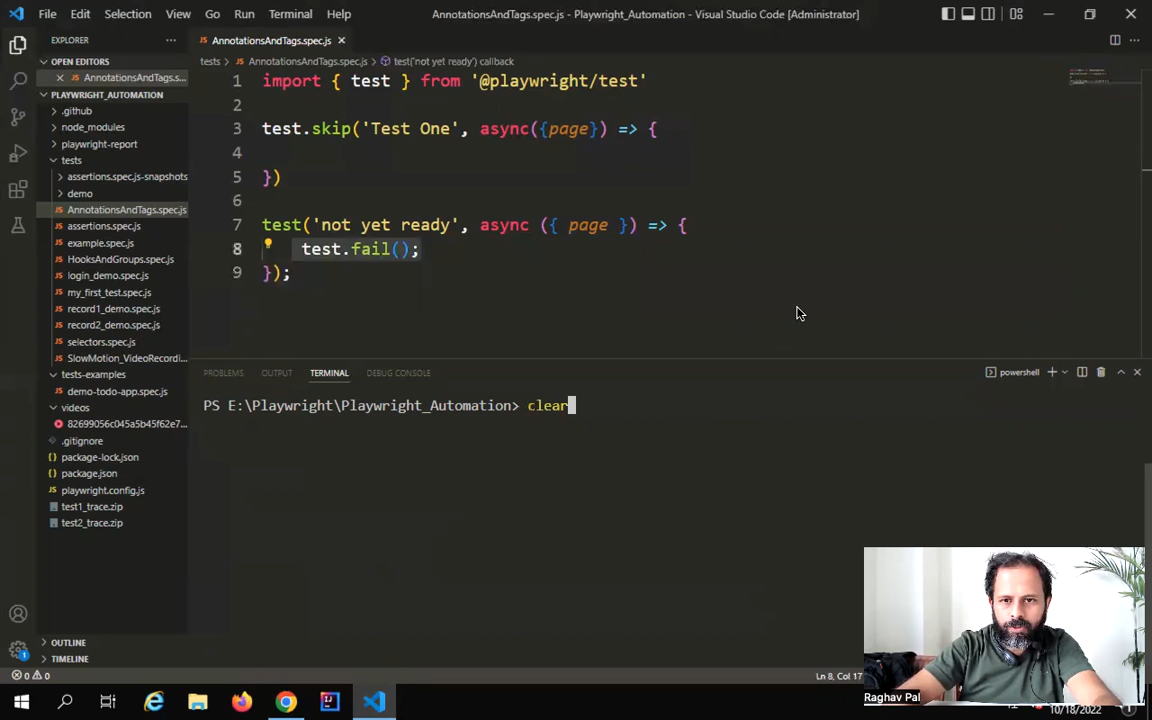 File Edit Selection View Go Run Terminal Help
AnnotationsAndTags.spec.js - Playwright_Automation - Visual Studio Code [Administrator]
EXPLORER
OPEN EDITORS
AnnotationsAndTags.s...
PLAYWRIGHT_AUTOMATION
.github
node_modules
playwright-report
tests
assertions.spec.js-snapshots
demo
AnnotationsAndTags.spec.js
assertions.spec.js
example.spec.js
HooksAndGroups.spec.js
login_demo.spec.js
my_first_test.spec.js
record1_demo.spec.js
record2_demo.spec.js
selectors.spec.js
SlowMotion_VideoRecordi...
tests-examples
demo-todo-app.spec.js
videos
82699056c045a5b45f62e7...
.gitignore
package-lock.json
package.json
playwright.config.js
test1_trace.zip
test2_trace.zip
OUTLINE
TIMELINE
AnnotationsAndTags.spec.js
tests > AnnotationsAndTags.spec.js > test('not yet ready') callback
1 import { test } from '@playwright/test'
2
3 test.skip('Test One', async({page}) => {
4
5 })
6
7 test('not yet ready', async ({ page }) => {
8 test.fail();
9 });
PROBLEMS OUTPUT TERMINAL DEBUG CONSOLE
powershell
PS E:\Playwright\Playwright_Automation> clear
0 0
Ln 8, Col 17
Raghav Pal
10/18/2022